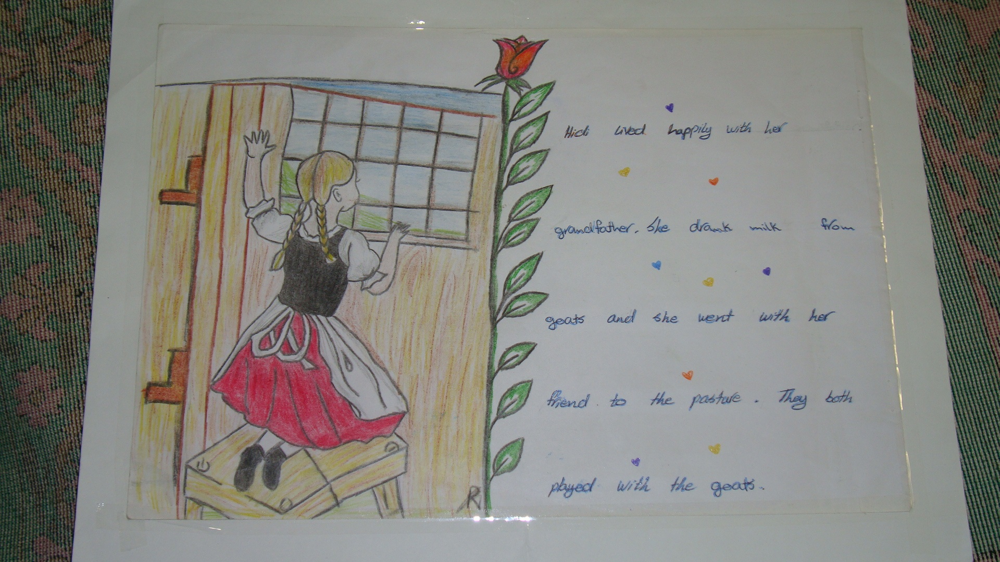 Hidi lived happily with her
grandfather. She drank milk from
goats and she went with her
friend to the pasture. They both
played with the goats.
R